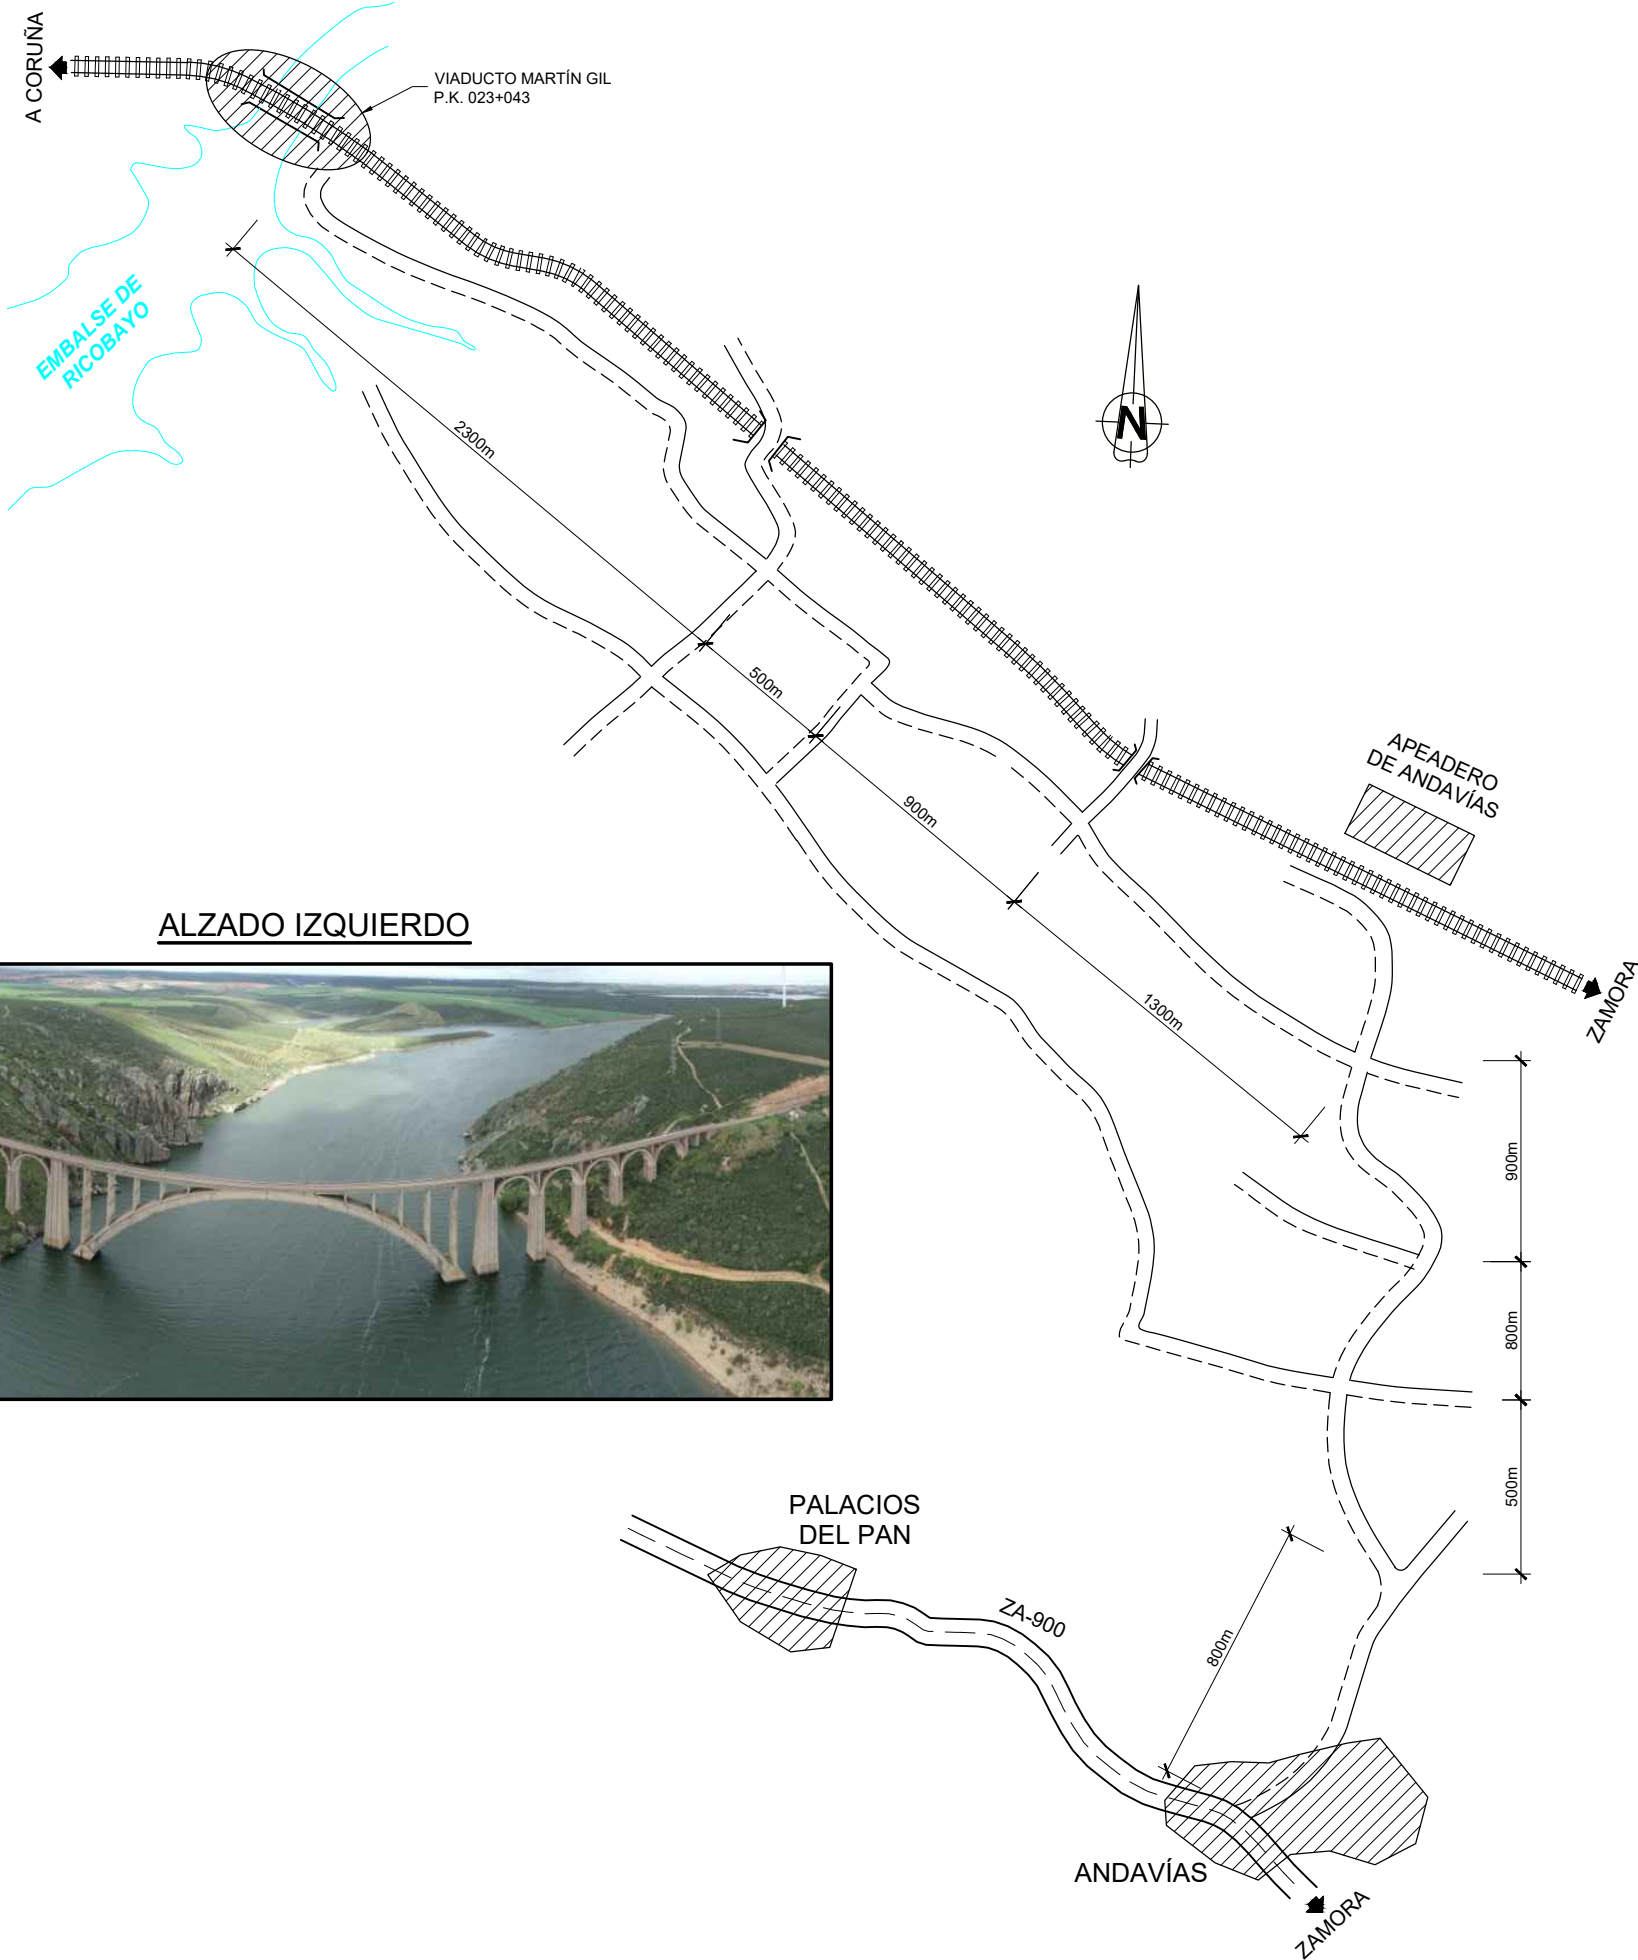 A CORUÑA
VIADUCTO MARTÍN GIL
P.K. 023+043
EMBALSE DE
RICOBAYO
2300m
N
500m
900m
APEADERO
DE ANDAVÍAS
ALZADO IZQUIERDO
ZAMORA
1300m
900m
800m
500m
PALACIOS
DEL PAN
ZA-900
800m
ANDAVÍAS
ZAMORA